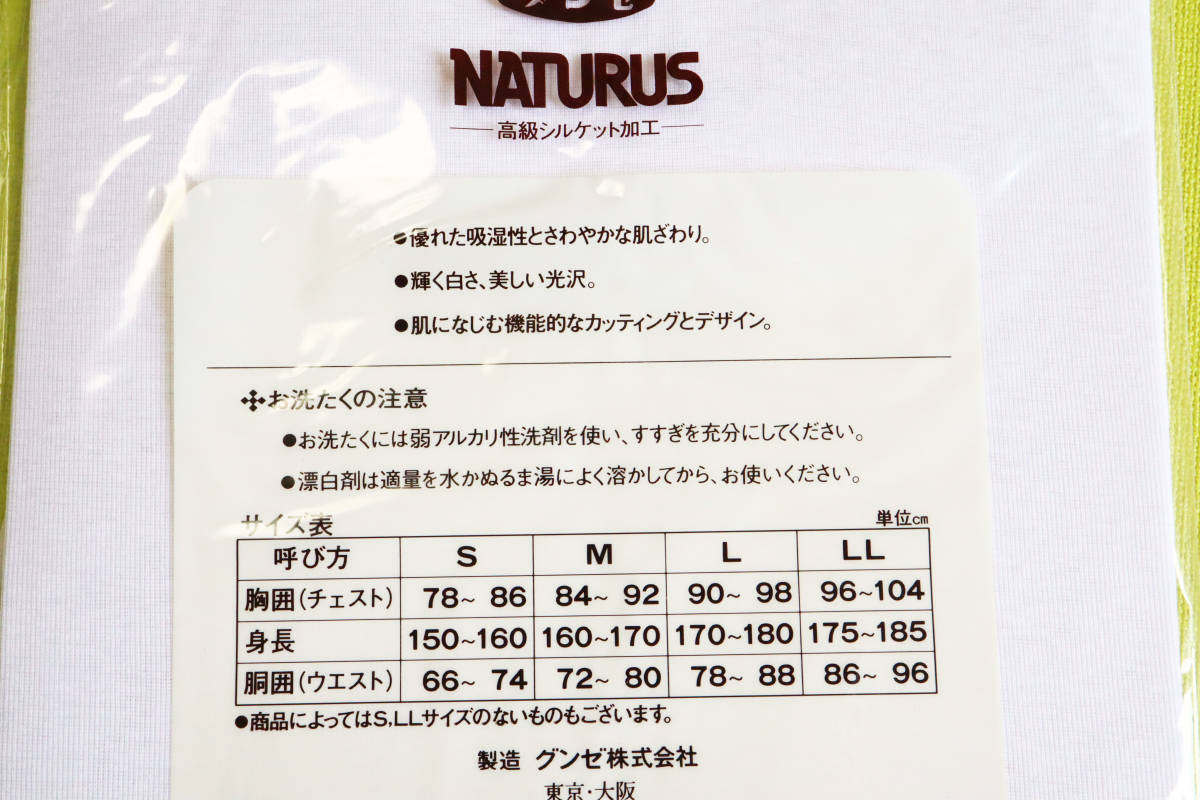 NATURUS
高級シルケット加工
●優れた吸湿性とさわやかな肌ざわり。
●輝く白さ、美しい光沢。
●肌になじむ機能的なカッティングとデザイン。
お洗たくの注意
●お洗たくには弱アルカリ性洗剤を使い、すすぎを充分にしてください。
●漂白剤は適量を水かぬるま湯によく溶かしてから、お使いください。
サイズ表 単位cm
呼び方 S M L LL
胸囲(チェスト) 78~86 84~92 90~98 96~104
身長 150~160 160~170 170~180 175~185
胴囲(ウエスト) 66~74 72~80 78~88 86~96
●商品によってはS,LLサイズのないものもございます。
製造 グンゼ株式会社
東京・大阪